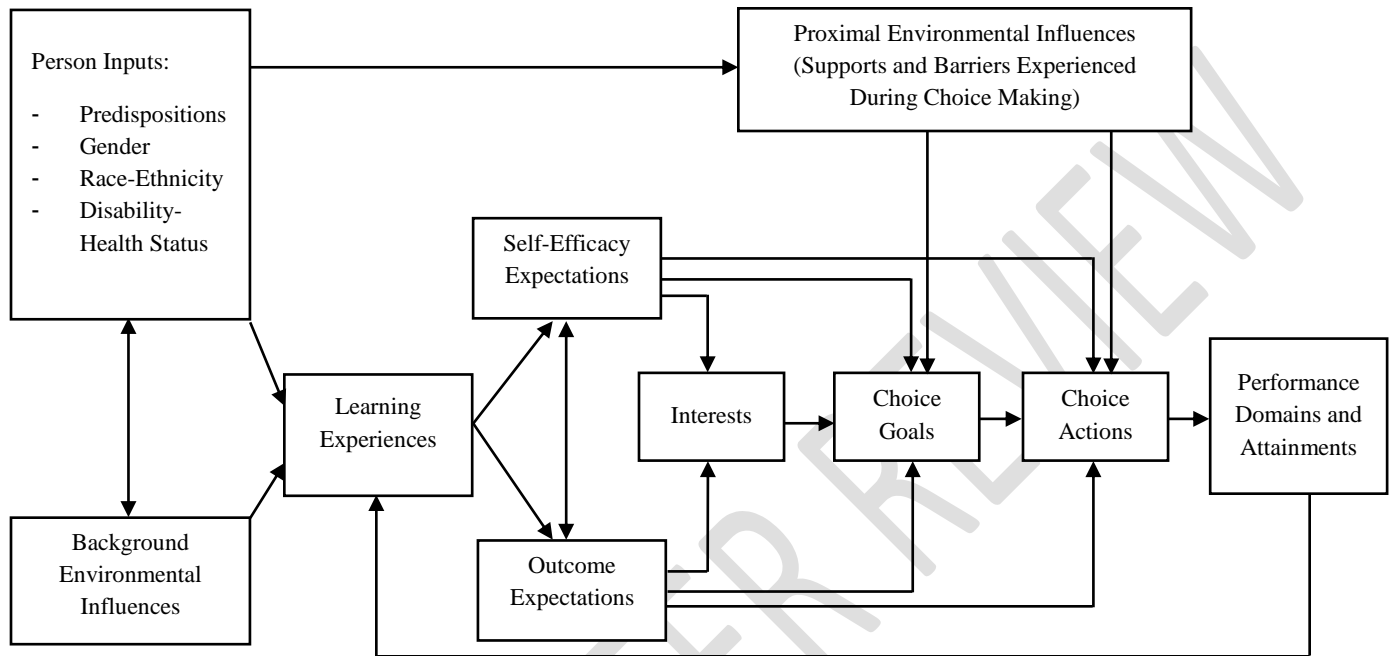 Person Inputs:
- Predispositions
- Gender
- Race-Ethnicity
- Disability-
Health Status
Proximal Environmental Influences
(Supports and Barriers Experienced
During Choice Making)
Self-Efficacy
Expectations
Learning
Experiences
Interests
Choice
Goals
Choice
Actions
Performance
Domains and
Attainments
Background
Environmental
Influences
Outcome
Expectations
ER REVIEW